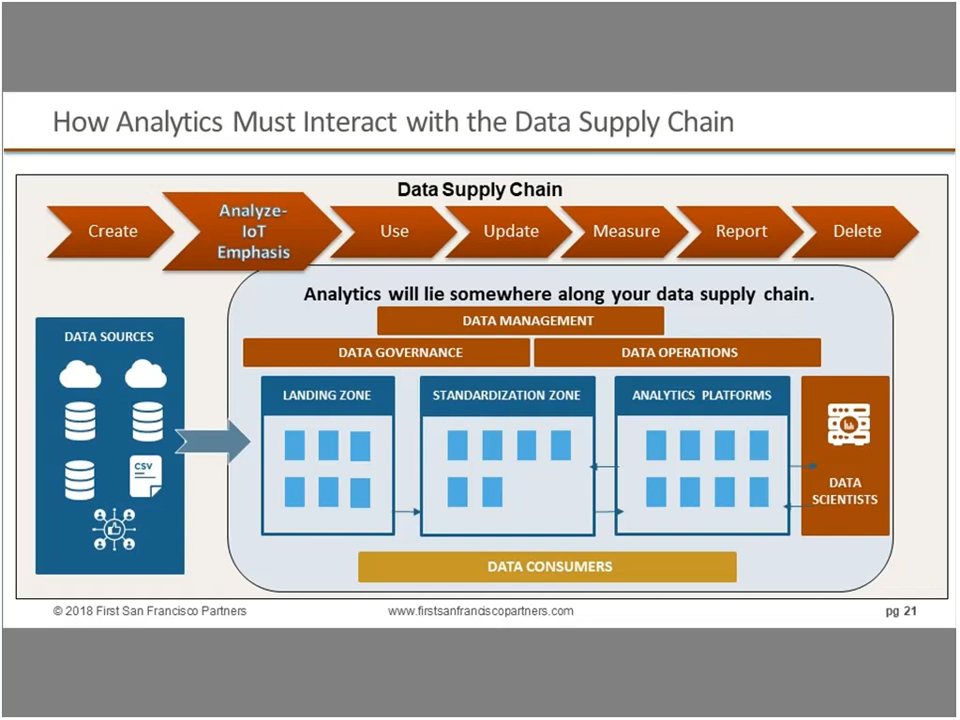 How Analytics Must Interact with the Data Supply Chain
Data Supply Chain
Create
Analyze-
IoT
Emphasis
Use
Update
Measure
Report
Delete
Analytics will lie somewhere along your data supply chain.
DATA MANAGEMENT
DATA GOVERNANCE
DATA OPERATIONS
DATA SOURCES
CSV
LANDING ZONE
STANDARDIZATION ZONE
ANALYTICS PLATFORMS
DATA
SCIENTISTS
DATA CONSUMERS
© 2018 First San Francisco Partners
www.firstsanfranciscopartners.com
pg 21